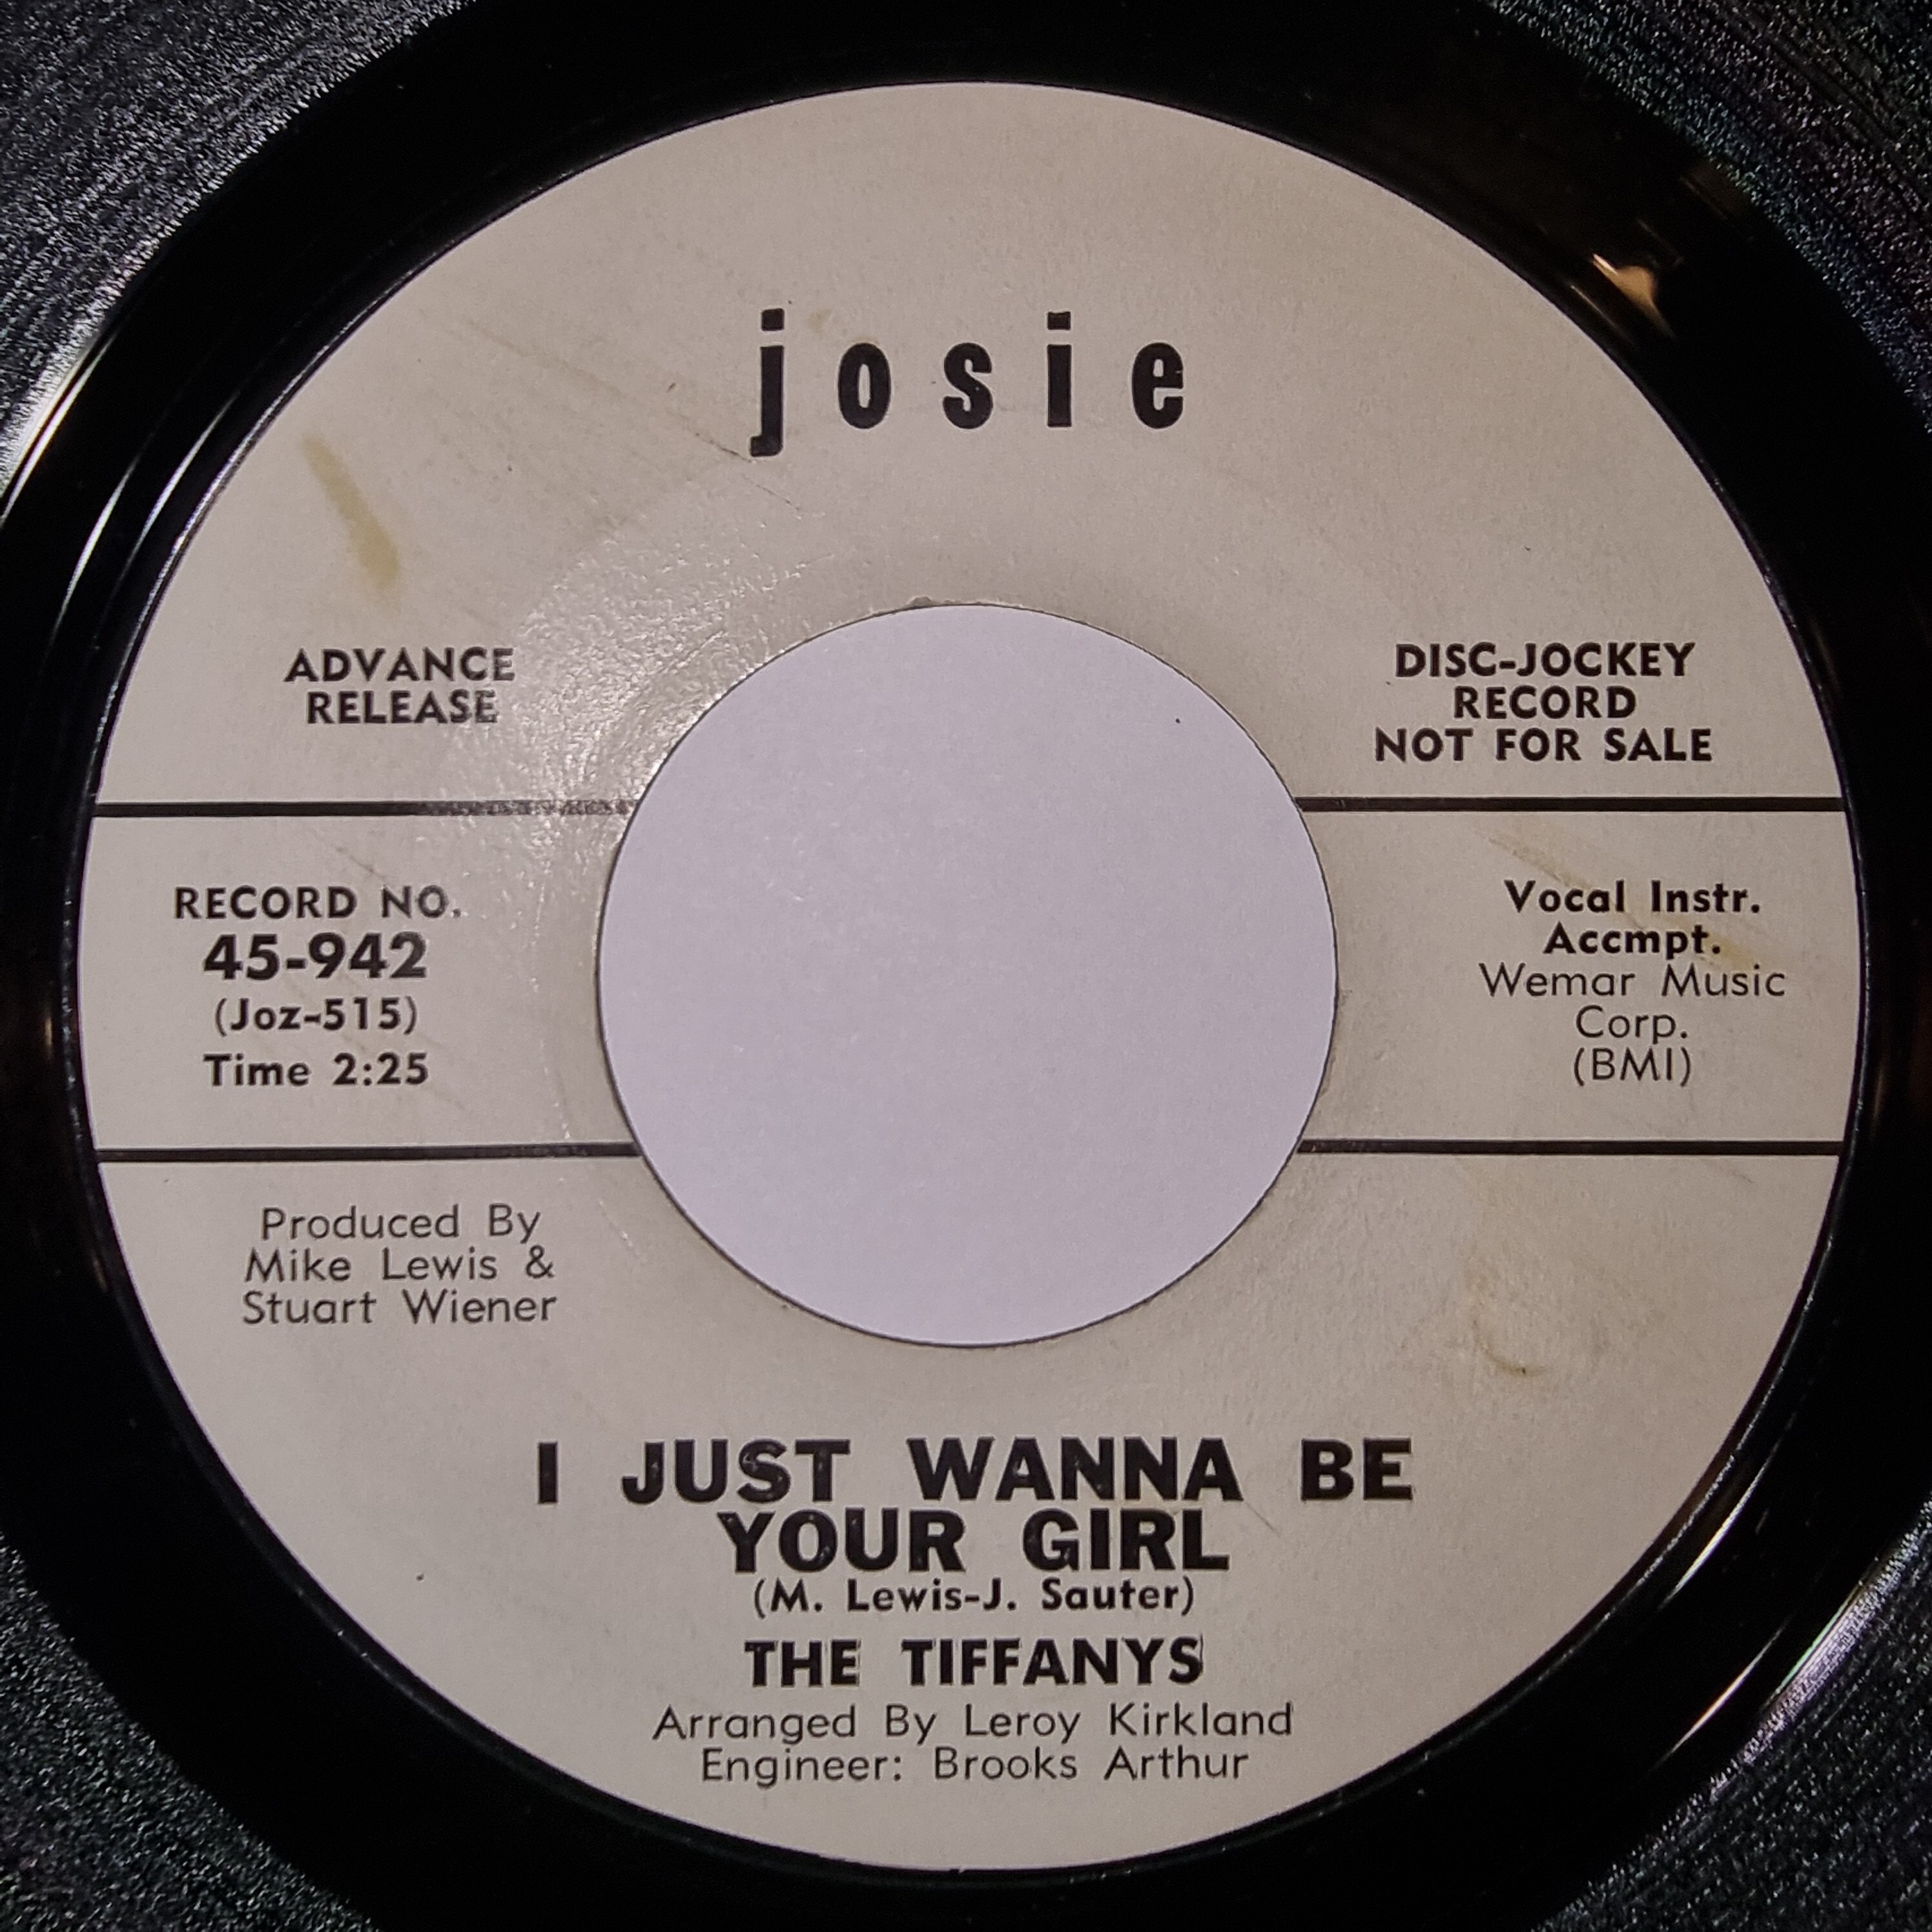 josie
ADVANCE
RELEASE
DISC-JOCKEY
RECORD
NOT FOR SALE
RECORD NO.
45-942
(Joz-515)
Time 2:25
Vocal Instr.
Accmpt.
Wemar Music
Corp.
(BMI)
Produced By
Mike Lewis &
Stuart Wiener
I JUST WANNA BE
YOUR GIRL
(M. Lewis-J. Sauter)
THE TIFFANYS
Arranged By Leroy Kirkland
Engineer: Brooks Arthur